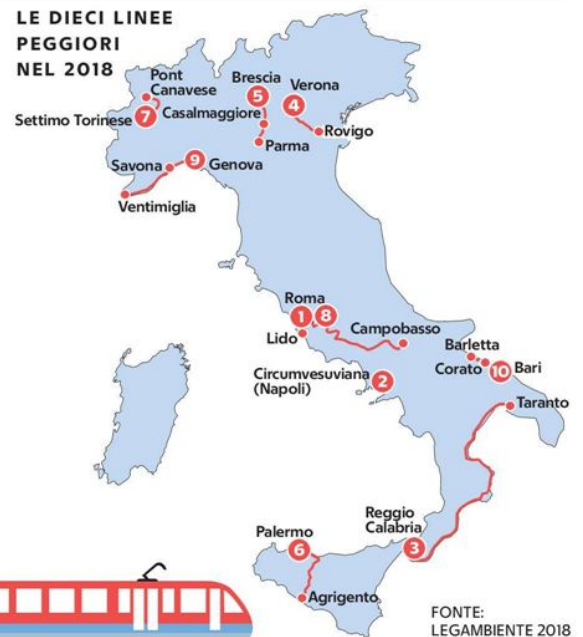 LE DIECI LINEE
PEGGIORI
NEL 2018
Pont
Canavese
Settimo Torinese
7
Brescia
5
Casalmaggiore
Parma
Verona
4
Rovigo
Savona
9
Genova
Ventimiglia
Roma
1
8
Lido
Campobasso
Circumvesuviana
(Napoli)
2
Barletta
Corato
10
Bari
Taranto
Reggio
Calabria
3
Palermo
6
Agrigento
FONTE:
LEGAMBIENTE 2018